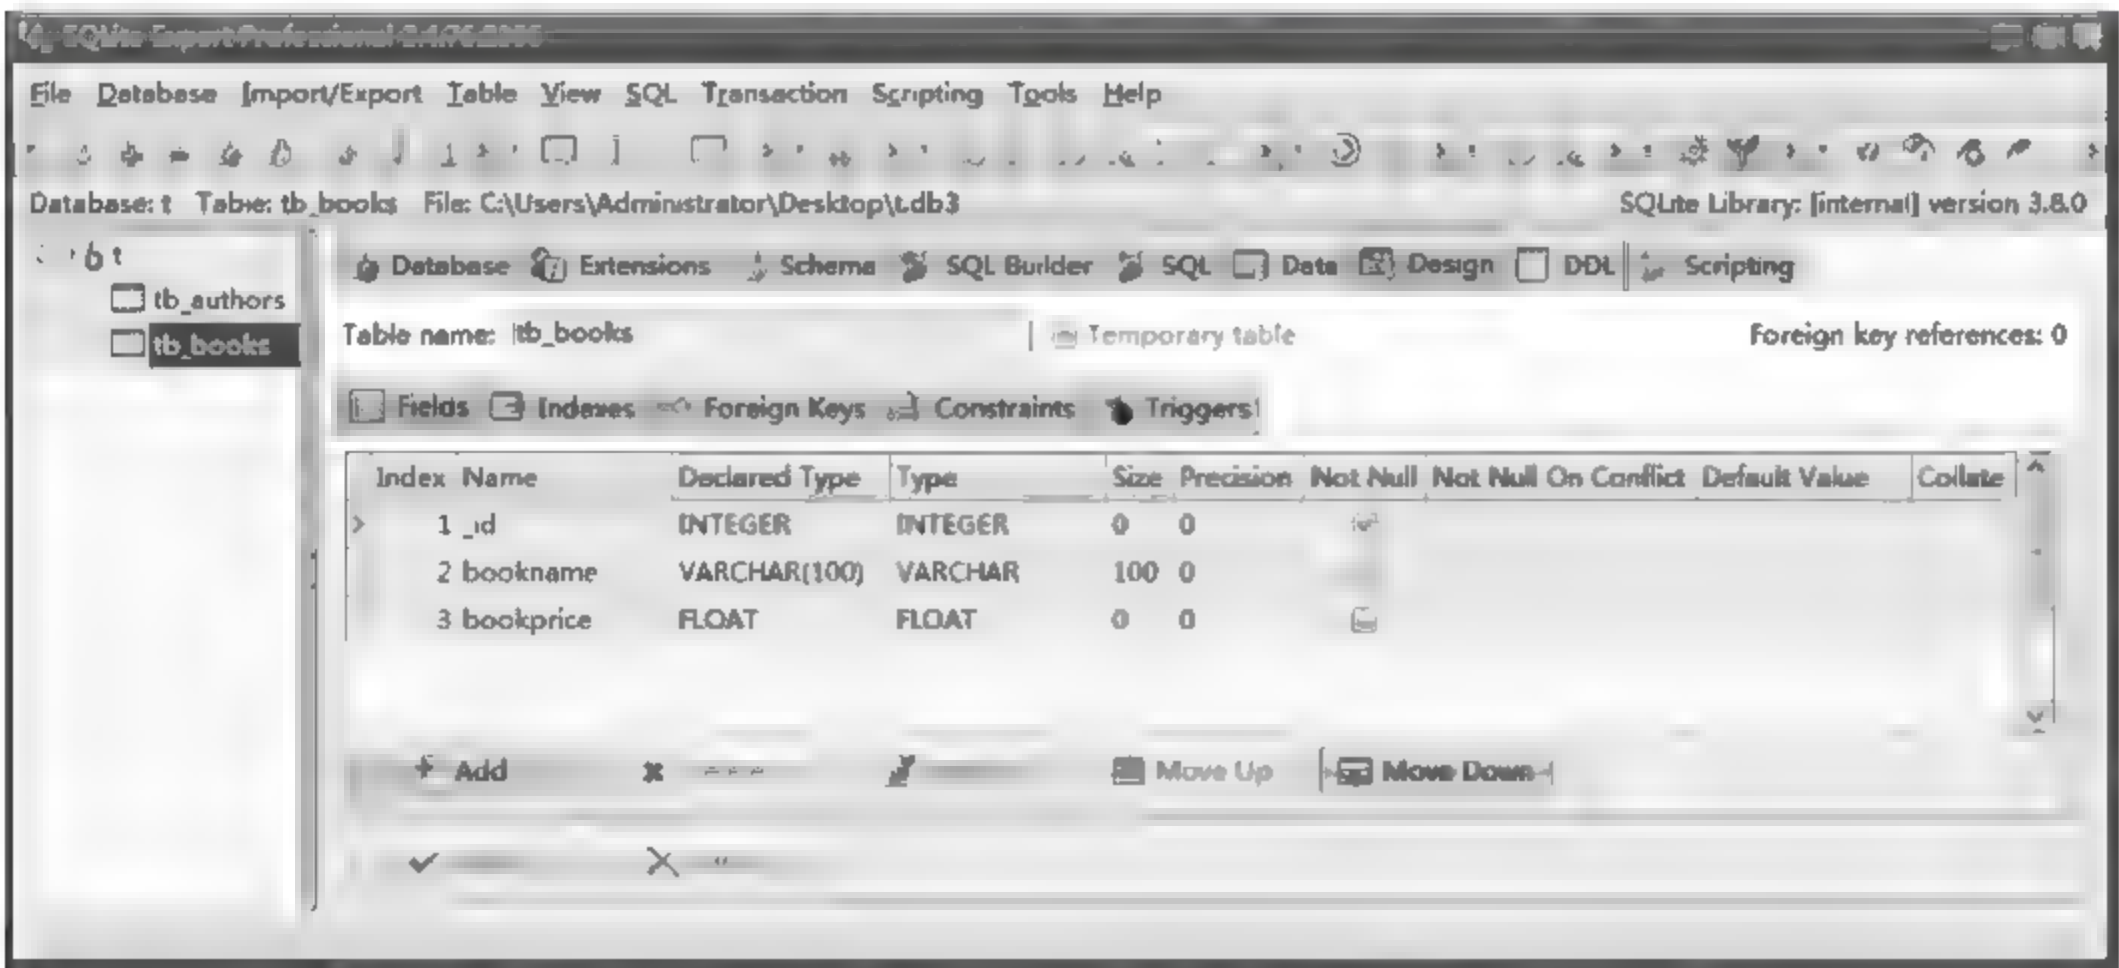 SQLite Expert Professional
File Database Import/Export Table View SQL Transaction Scripting Tools Help
Database: t Table: tb_books File: C:\Users\Administrator\Desktop\t.db3 SQLite Library: [internal] version 3.8.0
t
tb_authors
tb_books
Database Extensions Schema SQL Builder SQL Data Design DDL Scripting
Table name: tb_books Temporary table Foreign key references: 0
Fields Indexes Foreign Keys Constraints Triggers
Index Name Declared Type Type Size Precision Not Null Not Null On Conflict Default Value Collate
1 _id INTEGER INTEGER 0 0
2 bookname VARCHAR(100) VARCHAR 100 0
3 bookprice FLOAT FLOAT 0 0
Add Move Up Move Down